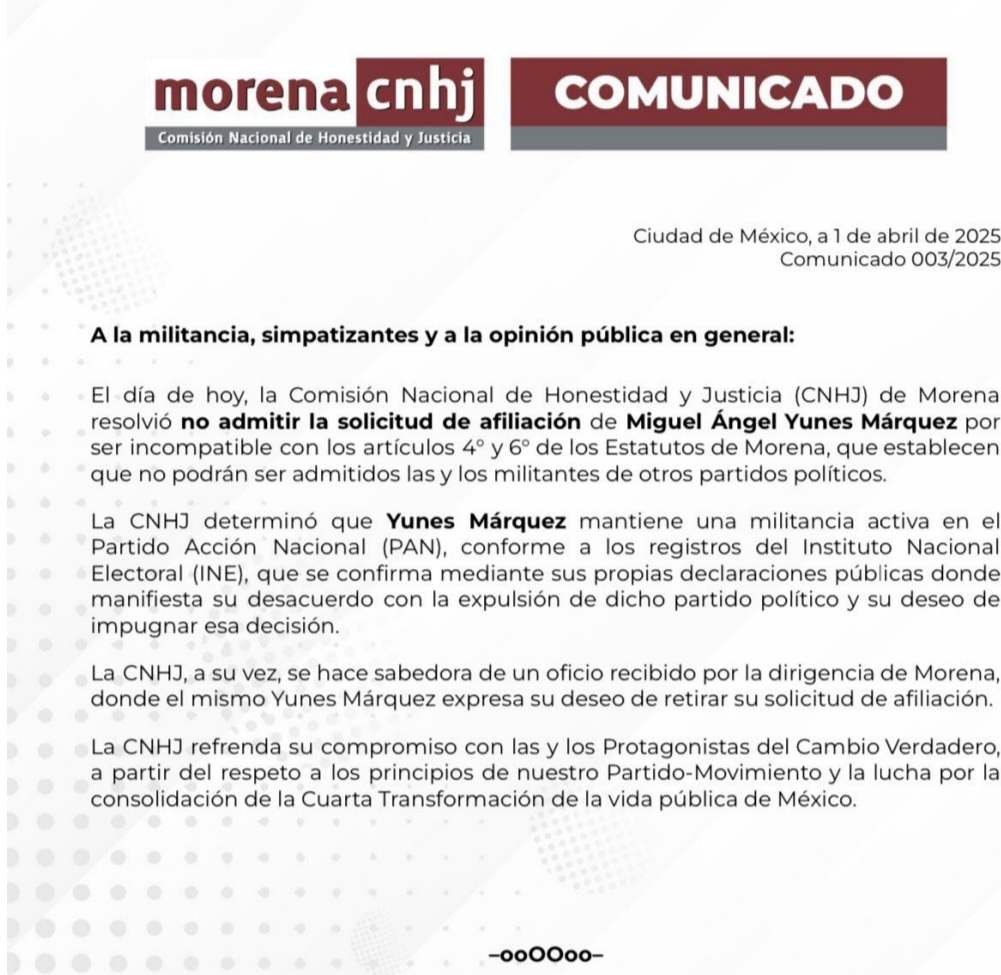 morena cnhj
Comisión Nacional de Honestidad y Justicia
COMUNICADO
Ciudad de México, a 1 de abril de 2025
Comunicado 003/2025
A la militancia, simpatizantes y a la opinión pública en general:
El día de hoy, la Comisión Nacional de Honestidad y Justicia (CNHJ) de Morena
resolvió no admitir la solicitud de afiliación de Miguel Ángel Yunes Márquez por
ser incompatible con los artículos 4° y 6° de los Estatutos de Morena, que establecen
que no podrán ser admitidos las y los militantes de otros partidos políticos.
La CNHJ determinó que Yunes Márquez mantiene una militancia activa en el
Partido Acción Nacional (PAN), conforme a los registros del Instituto Nacional
Electoral (INE), que se confirma mediante sus propias declaraciones públicas donde
manifiesta su desacuerdo con la expulsión de dicho partido político y su deseo de
impugnar esa decisión.
La CNHJ, a su vez, se hace sabedora de un oficio recibido por la dirigencia de Morena,
donde el mismo Yunes Márquez expresa su deseo de retirar su solicitud de afiliación.
La CNHJ refrenda su compromiso con las y los Protagonistas del Cambio Verdadero,
a partir del respeto a los principios de nuestro Partido-Movimiento y la lucha por la
consolidación de la Cuarta Transformación de la vida pública de México.
–ooOOoo–